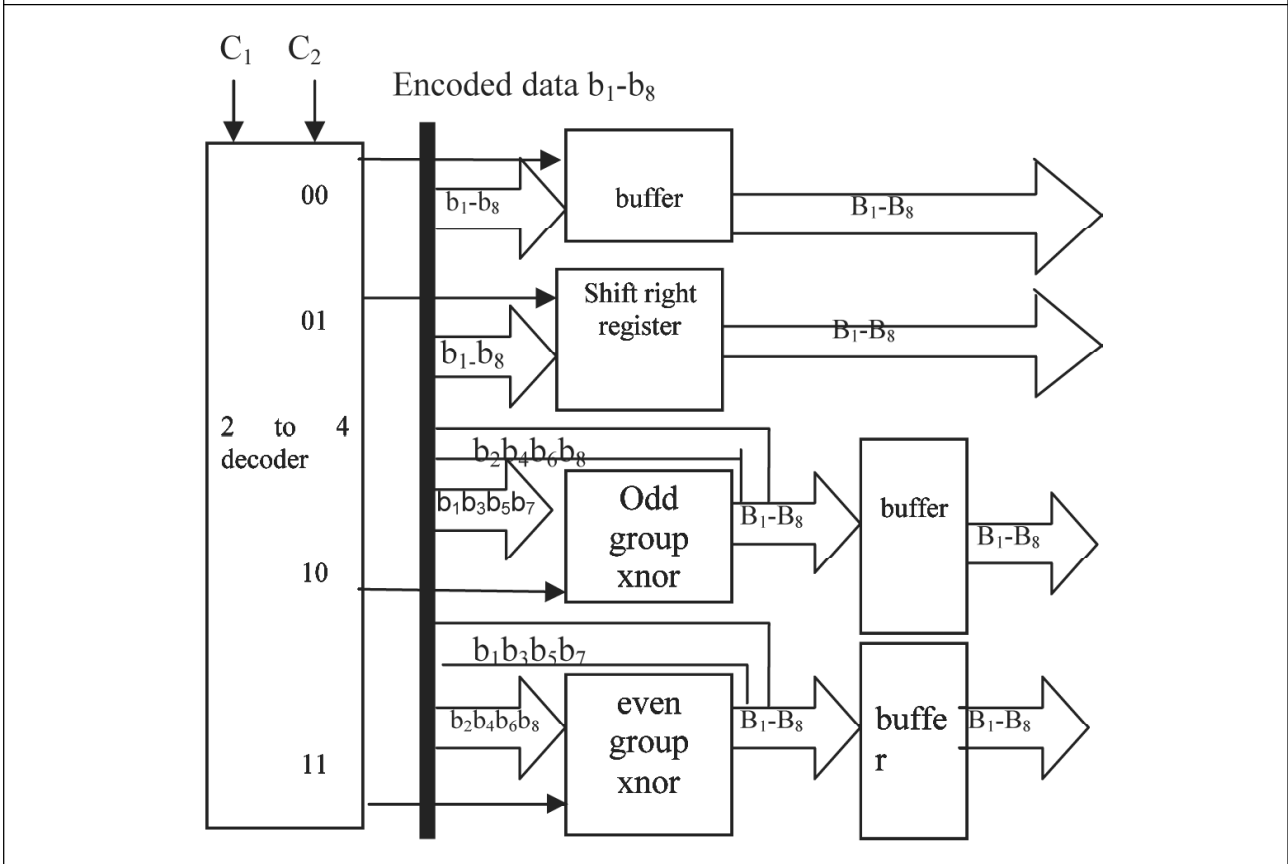 C₁ C₂
Encoded data b₁-b₈
00
b₁-b₈
buffer
B₁-B₈
01
b₁-b₈
Shift right
register
B₁-B₈
2 to 4
decoder
b₂b₄b₆b₈
b₁b₃b₅b₇
Odd
group
xnor
B₁-B₈
buffer
B₁-B₈
10
b₁b₃b₅b₇
b₂b₄b₆b₈
even
group
xnor
B₁-B₈
buffe
r
B₁-B₈
11